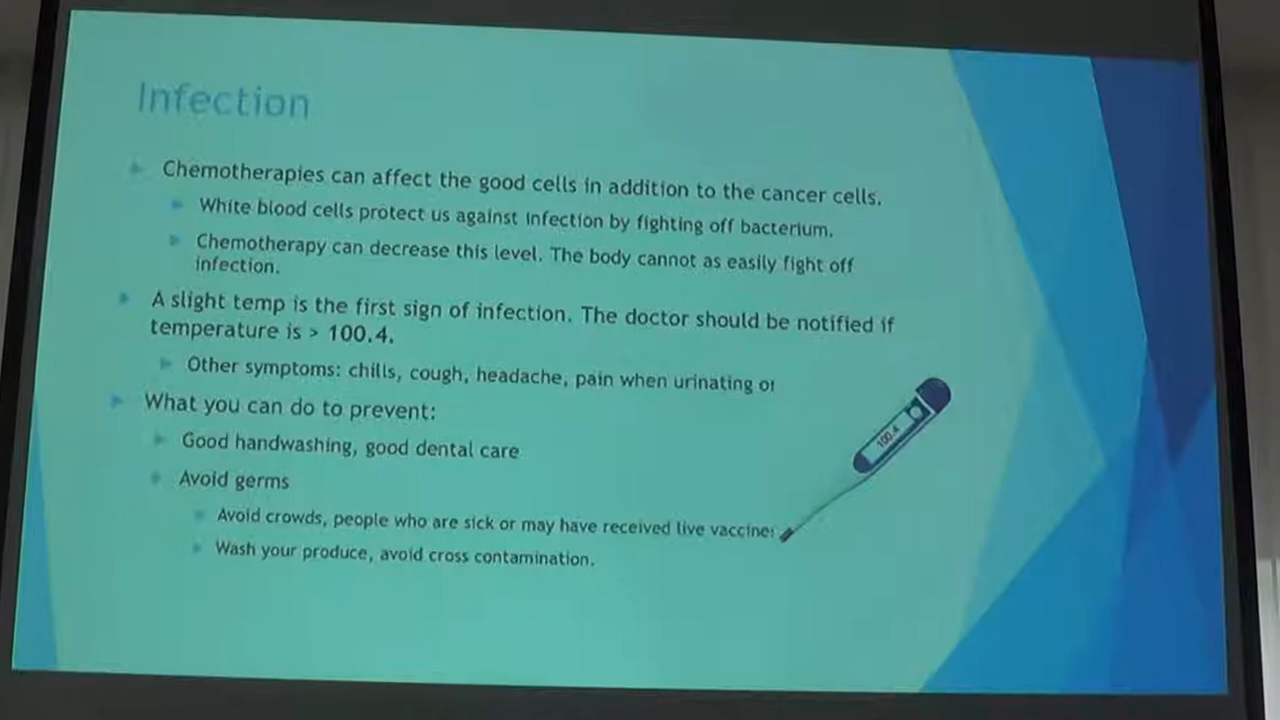 Infection
Chemotherapies can affect the good cells in addition to the cancer cells.
White blood cells protect us against infection by fighting off bacterium.
Chemotherapy can decrease this level. The body cannot as easily fight off
infection.
A slight temp is the first sign of infection. The doctor should be notified if
temperature is > 100.4.
Other symptoms: chills, cough, headache, pain when urinating
What you can do to prevent:
Good handwashing, good dental care
Avoid germs
Avoid crowds, people who are sick or may have received live
Wash your produce, avoid cross contamination.
100.4